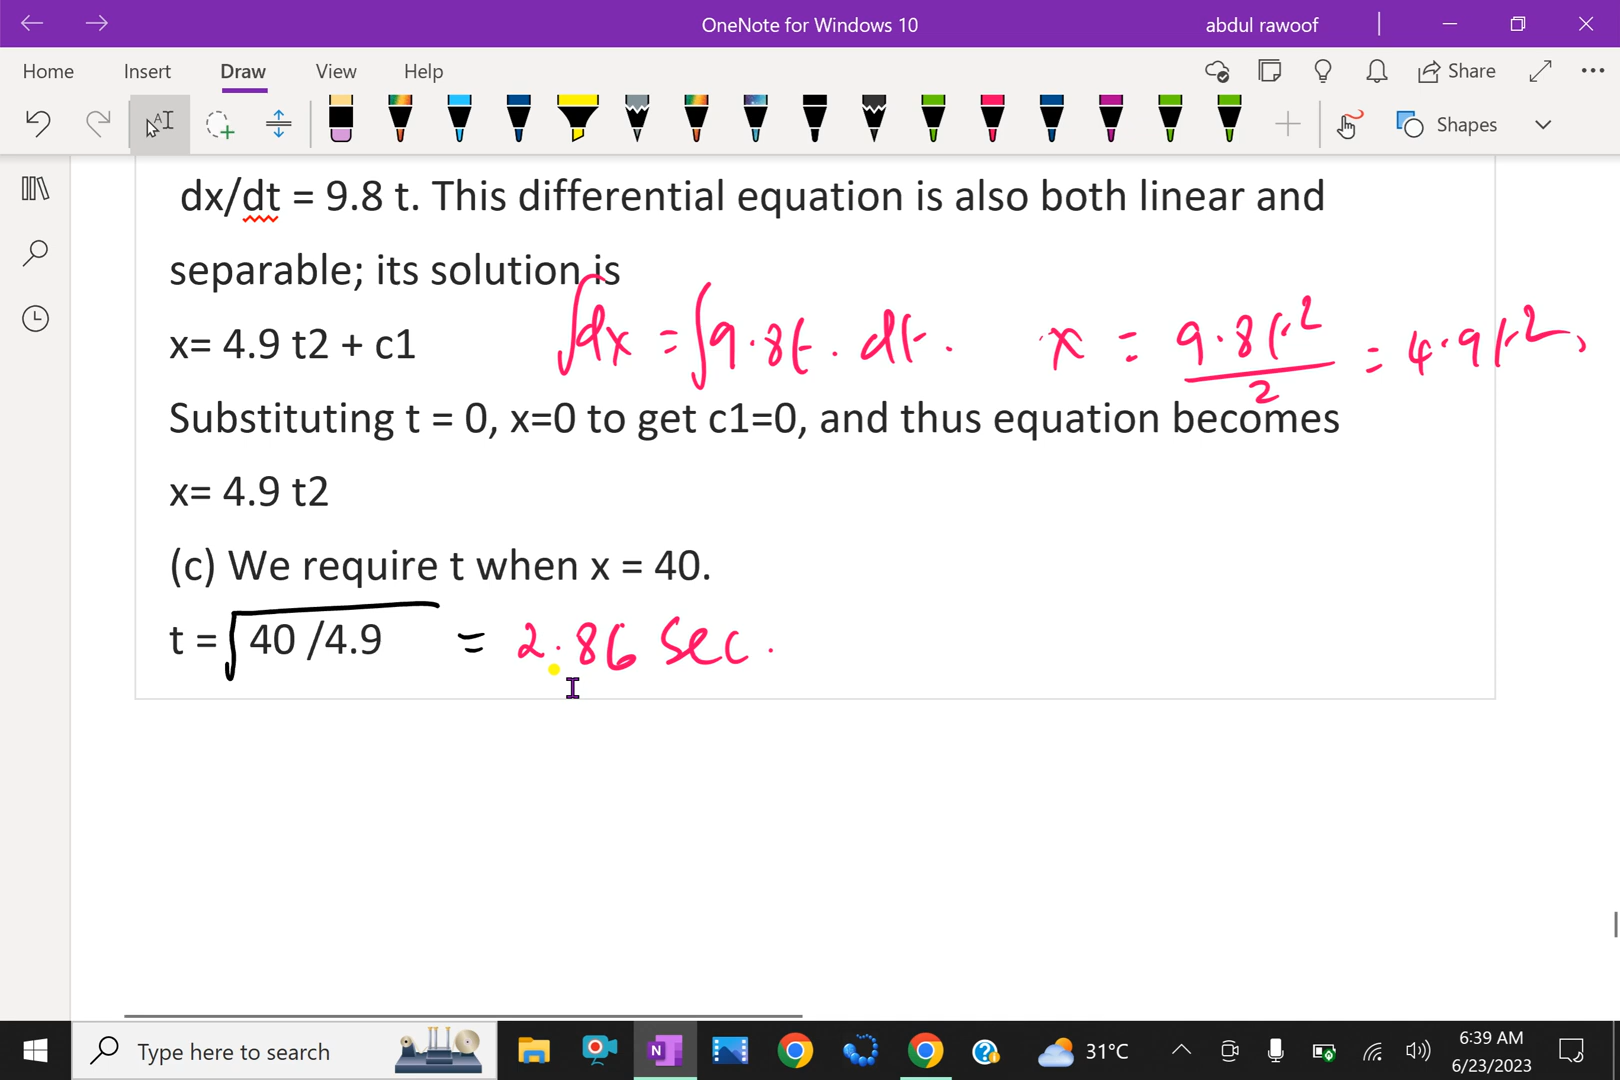 OneNote for Windows 10
abdul rawoof
Home Insert Draw View Help
Share
Shapes
dx/dt = 9.8 t. This differential equation is also both linear and
separable; its solution is
x= 4.9 t2 + c1
∫dx = ∫9.8t . dt. x = 9.8t²/2 = 4.9t²,
Substituting t = 0, x=0 to get c1=0, and thus equation becomes
x= 4.9 t2
(c) We require t when x = 40.
t = √40 /4.9 = 2.86 sec.
Type here to search
31°C
6:39 AM
6/23/2023